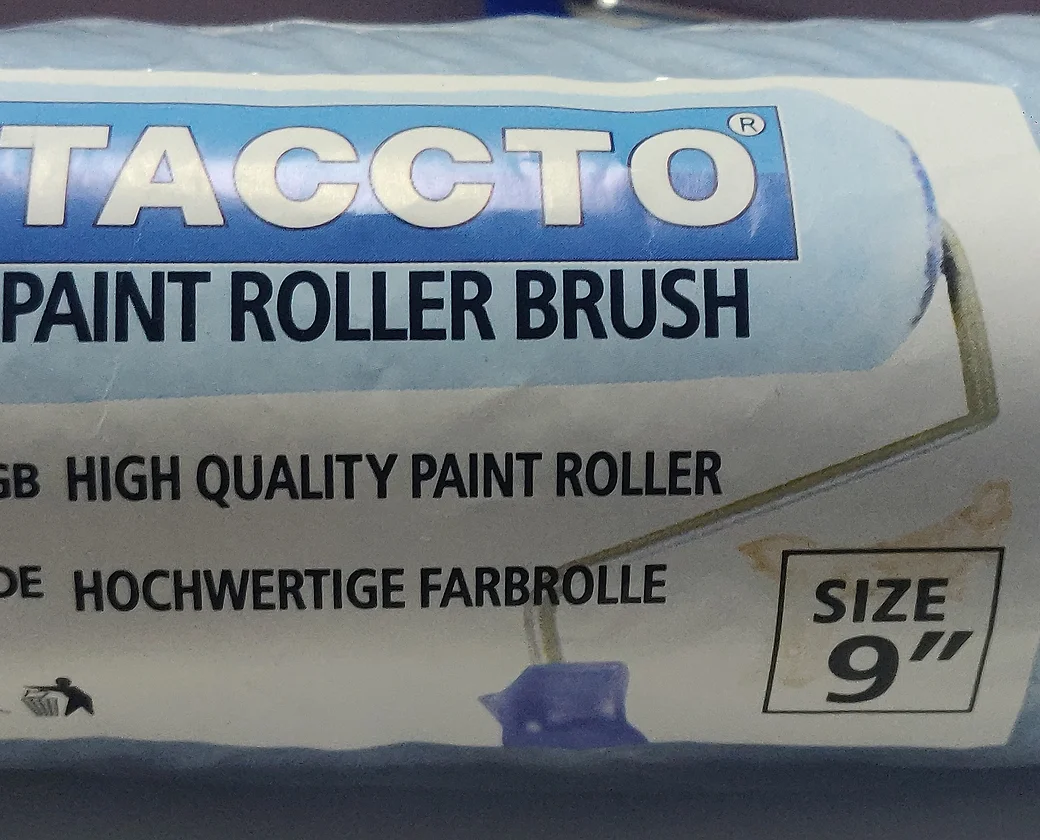 TACCTO®
PAINT ROLLER BRUSH
GB HIGH QUALITY PAINT ROLLER
DE HOCHWERTIGE FARBROLLE
SIZE
9″